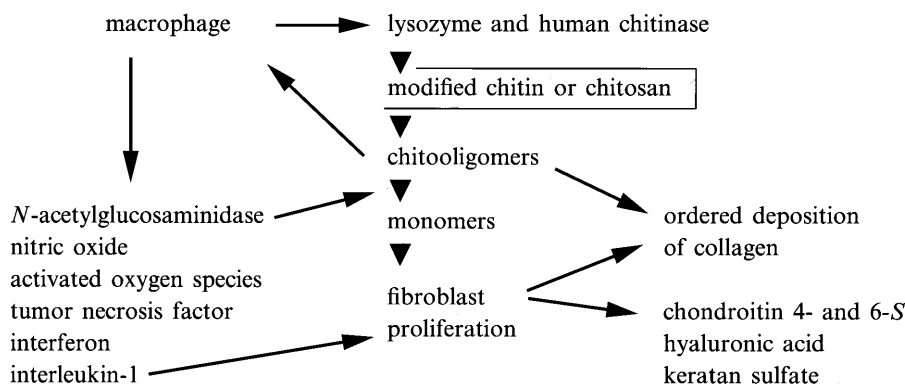 macrophage
lysozyme and human chitinase
modified chitin or chitosan
chitooligomers
N-acetylglucosaminidase
nitric oxide
activated oxygen species
tumor necrosis factor
interferon
interleukin-1
monomers
fibroblast
proliferation
ordered deposition
of collagen
chondroitin 4- and 6-S
hyaluronic acid
keratan sulfate